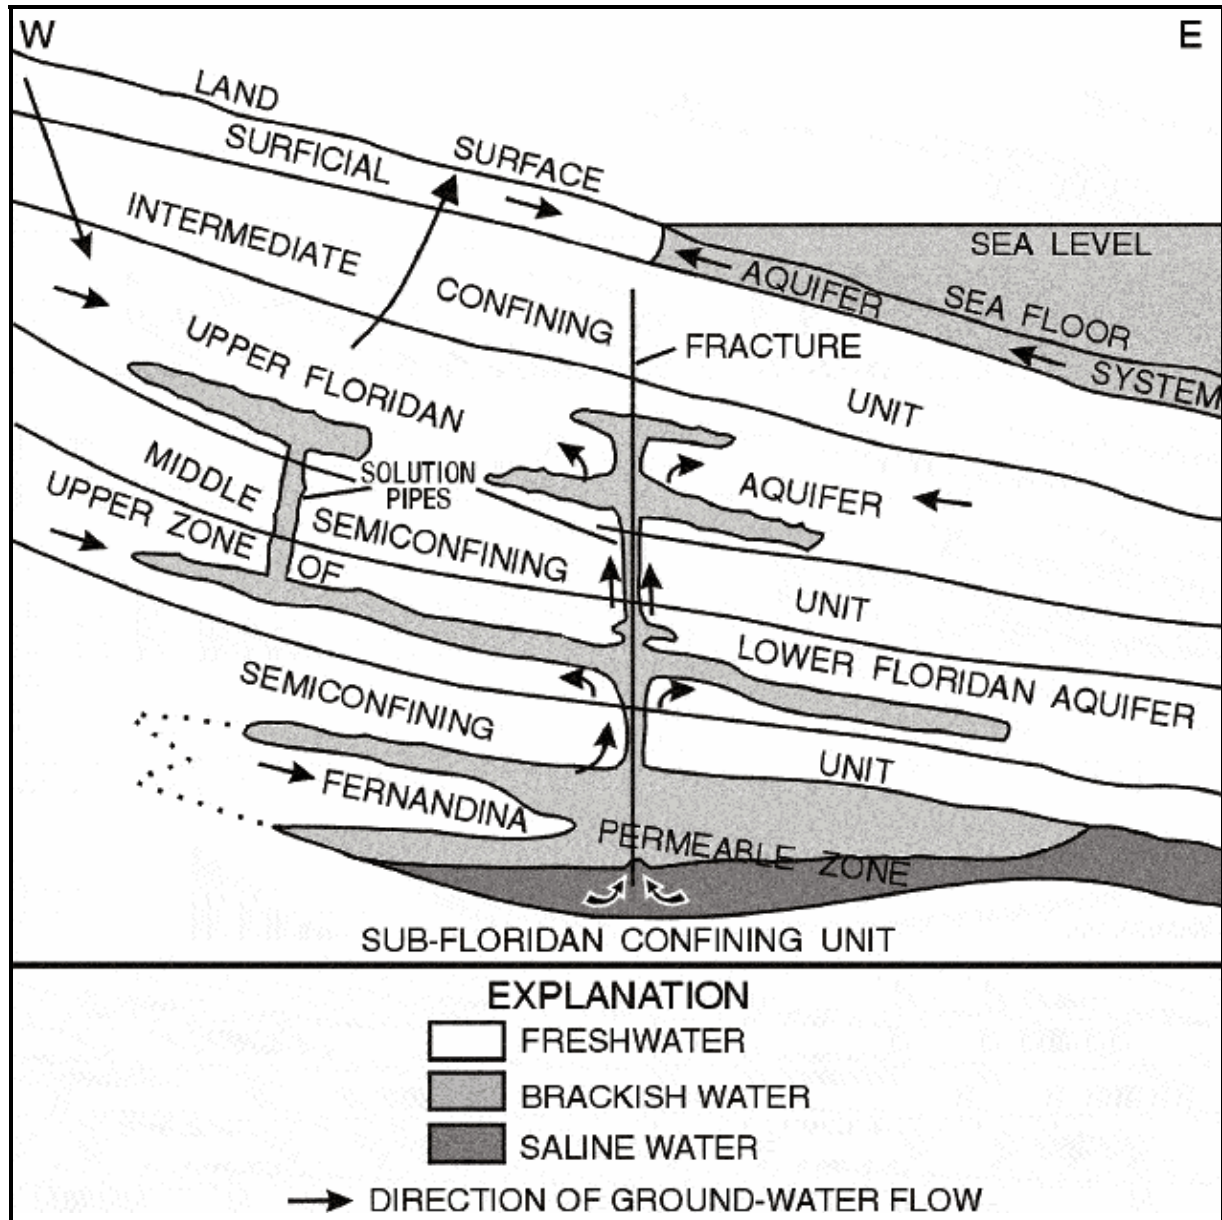 W
E
LAND SURFACE
SURFICIAL AQUIFER SYSTEM
SEA LEVEL
SEA FLOOR
INTERMEDIATE CONFINING UNIT
FRACTURE
UPPER FLORIDAN AQUIFER
SOLUTION
PIPES
MIDDLE SEMICONFINING UNIT
UPPER ZONE OF LOWER FLORIDAN AQUIFER
SEMICONFINING UNIT
FERNANDINA PERMEABLE ZONE
SUB-FLORIDAN CONFINING UNIT
EXPLANATION
FRESHWATER
BRACKISH WATER
SALINE WATER
DIRECTION OF GROUND-WATER FLOW